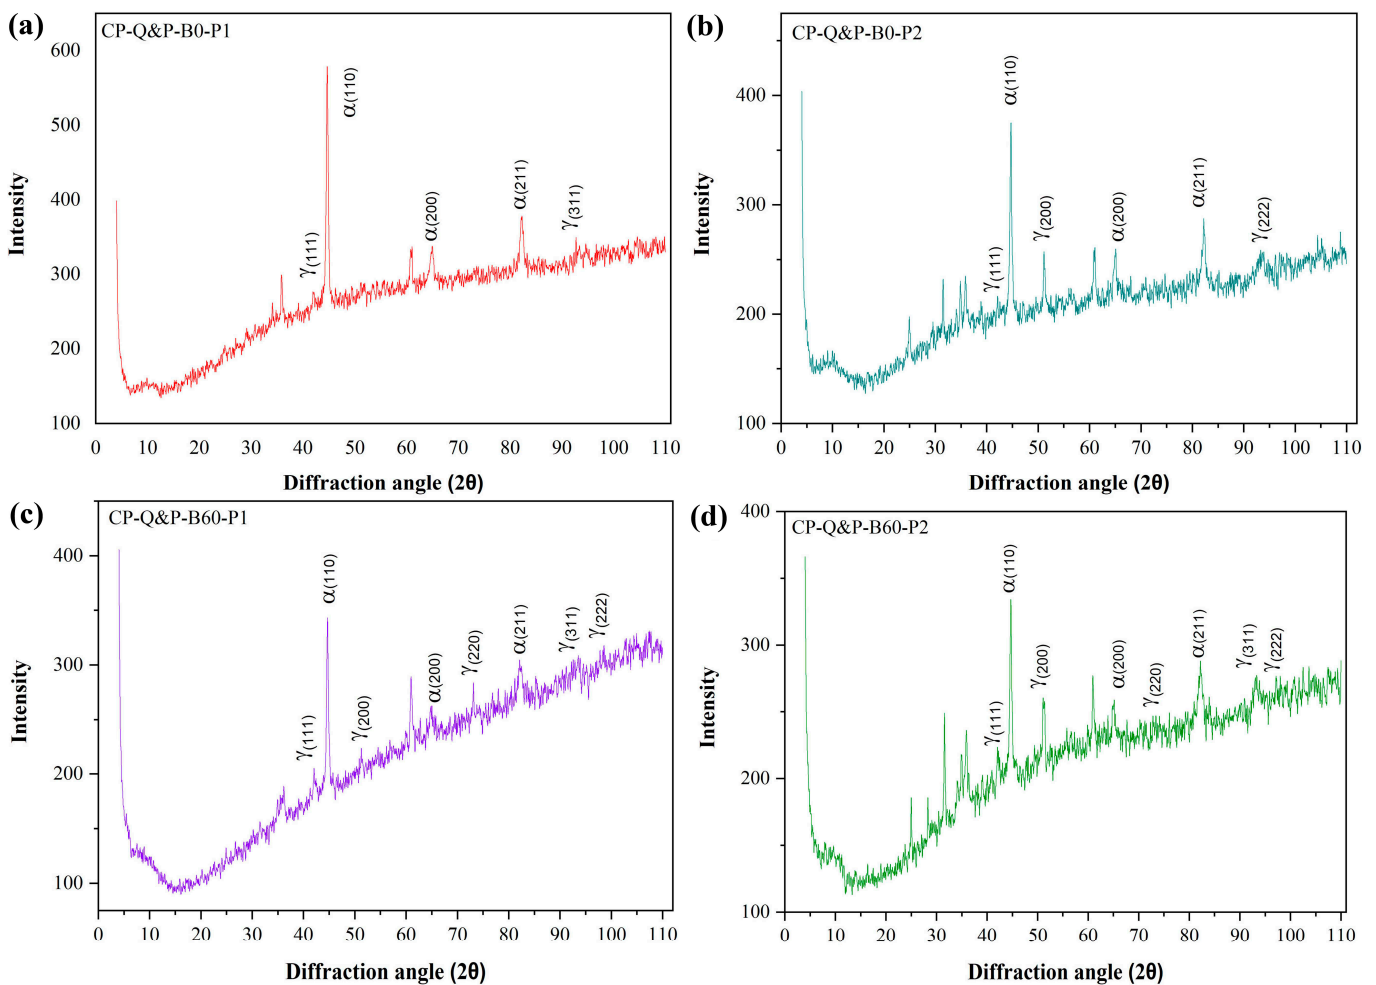 (a)
CP-Q&P-B0-P1
600
500
400
300
200
100
0 10 20 30 40 50 60 70 80 90 100 110
Intensity
Diffraction angle (2θ)
γ(111)
α(110)
α(200)
α(211)
γ(311)
(b)
CP-Q&P-B0-P2
400
300
200
100
0 10 20 30 40 50 60 70 80 90 100 110
Intensity
Diffraction angle (2θ)
γ(111)
α(110)
γ(200)
α(200)
α(211)
γ(222)
(c)
CP-Q&P-B60-P1
400
300
200
100
0 10 20 30 40 50 60 70 80 90 100 110
Intensity
Diffraction angle (2θ)
γ(111)
α(110)
γ(200)
α(200)
γ(220)
α(211)
γ(311)
γ(222)
(d)
CP-Q&P-B60-P2
400
300
200
100
0 10 20 30 40 50 60 70 80 90 100 110
Intensity
Diffraction angle (2θ)
γ(111)
α(110)
γ(200)
α(200)
γ(220)
α(211)
γ(311)
γ(222)